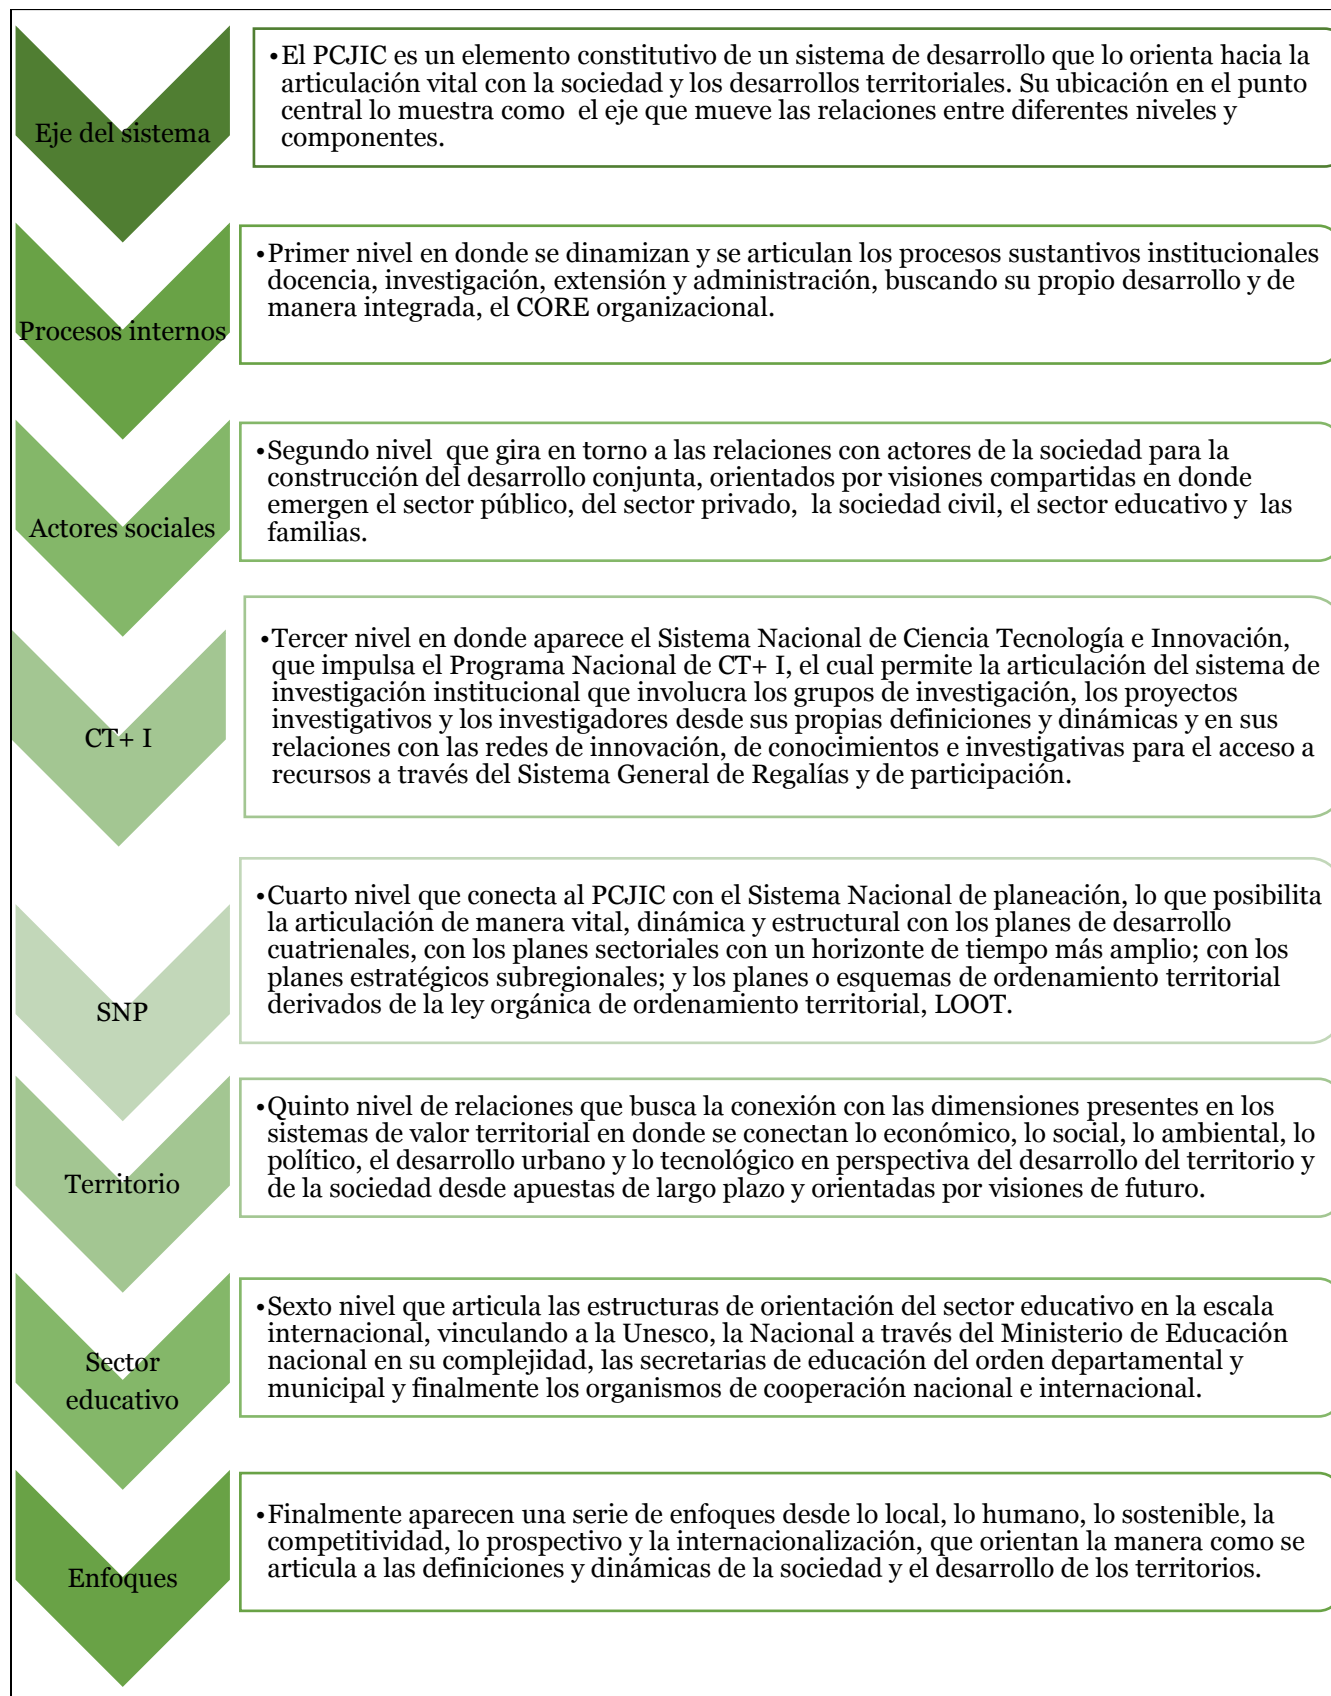 Eje del sistema
•El PCJIC es un elemento constitutivo de un sistema de desarrollo que lo orienta hacia la
articulación vital con la sociedad y los desarrollos territoriales. Su ubicación en el punto
central lo muestra como  el eje que mueve las relaciones entre diferentes niveles y
componentes.
Procesos internos
•Primer nivel en donde se dinamizan y se articulan los procesos sustantivos institucionales
docencia, investigación, extensión y administración, buscando su propio desarrollo y de
manera integrada, el CORE organizacional.
Actores sociales
•Segundo nivel  que gira en torno a las relaciones con actores de la sociedad para la
construcción del desarrollo conjunta, orientados por visiones compartidas en donde
emergen el sector público, del sector privado,  la sociedad civil, el sector educativo y  las
familias.
CT+ I
•Tercer nivel en donde aparece el Sistema Nacional de Ciencia Tecnología e Innovación,
que impulsa el Programa Nacional de CT+ I, el cual permite la articulación del sistema de
investigación institucional que involucra los grupos de investigación, los proyectos
investigativos y los investigadores desde sus propias definiciones y dinámicas y en sus
relaciones con las redes de innovación, de conocimientos e investigativas para el acceso a
recursos a través del Sistema General de Regalías y de participación.
SNP
•Cuarto nivel que conecta al PCJIC con el Sistema Nacional de planeación, lo que posibilita
la articulación de manera vital, dinámica y estructural con los planes de desarrollo
cuatrienales, con los planes sectoriales con un horizonte de tiempo más amplio; con los
planes estratégicos subregionales; y los planes o esquemas de ordenamiento territorial
derivados de la ley orgánica de ordenamiento territorial, LOOT.
Territorio
•Quinto nivel de relaciones que busca la conexión con las dimensiones presentes en los
sistemas de valor territorial en donde se conectan lo económico, lo social, lo ambiental, lo
político, el desarrollo urbano y lo tecnológico en perspectiva del desarrollo del territorio y
de la sociedad desde apuestas de largo plazo y orientadas por visiones de futuro.
Sector
educativo
•Sexto nivel que articula las estructuras de orientación del sector educativo en la escala
internacional, vinculando a la Unesco, la Nacional a través del Ministerio de Educación
nacional en su complejidad, las secretarias de educación del orden departamental y
municipal y finalmente los organismos de cooperación nacional e internacional.
Enfoques
•Finalmente aparecen una serie de enfoques desde lo local, lo humano, lo sostenible, la
competitividad, lo prospectivo y la internacionalización, que orientan la manera como se
articula a las definiciones y dinámicas de la sociedad y el desarrollo de los territorios.